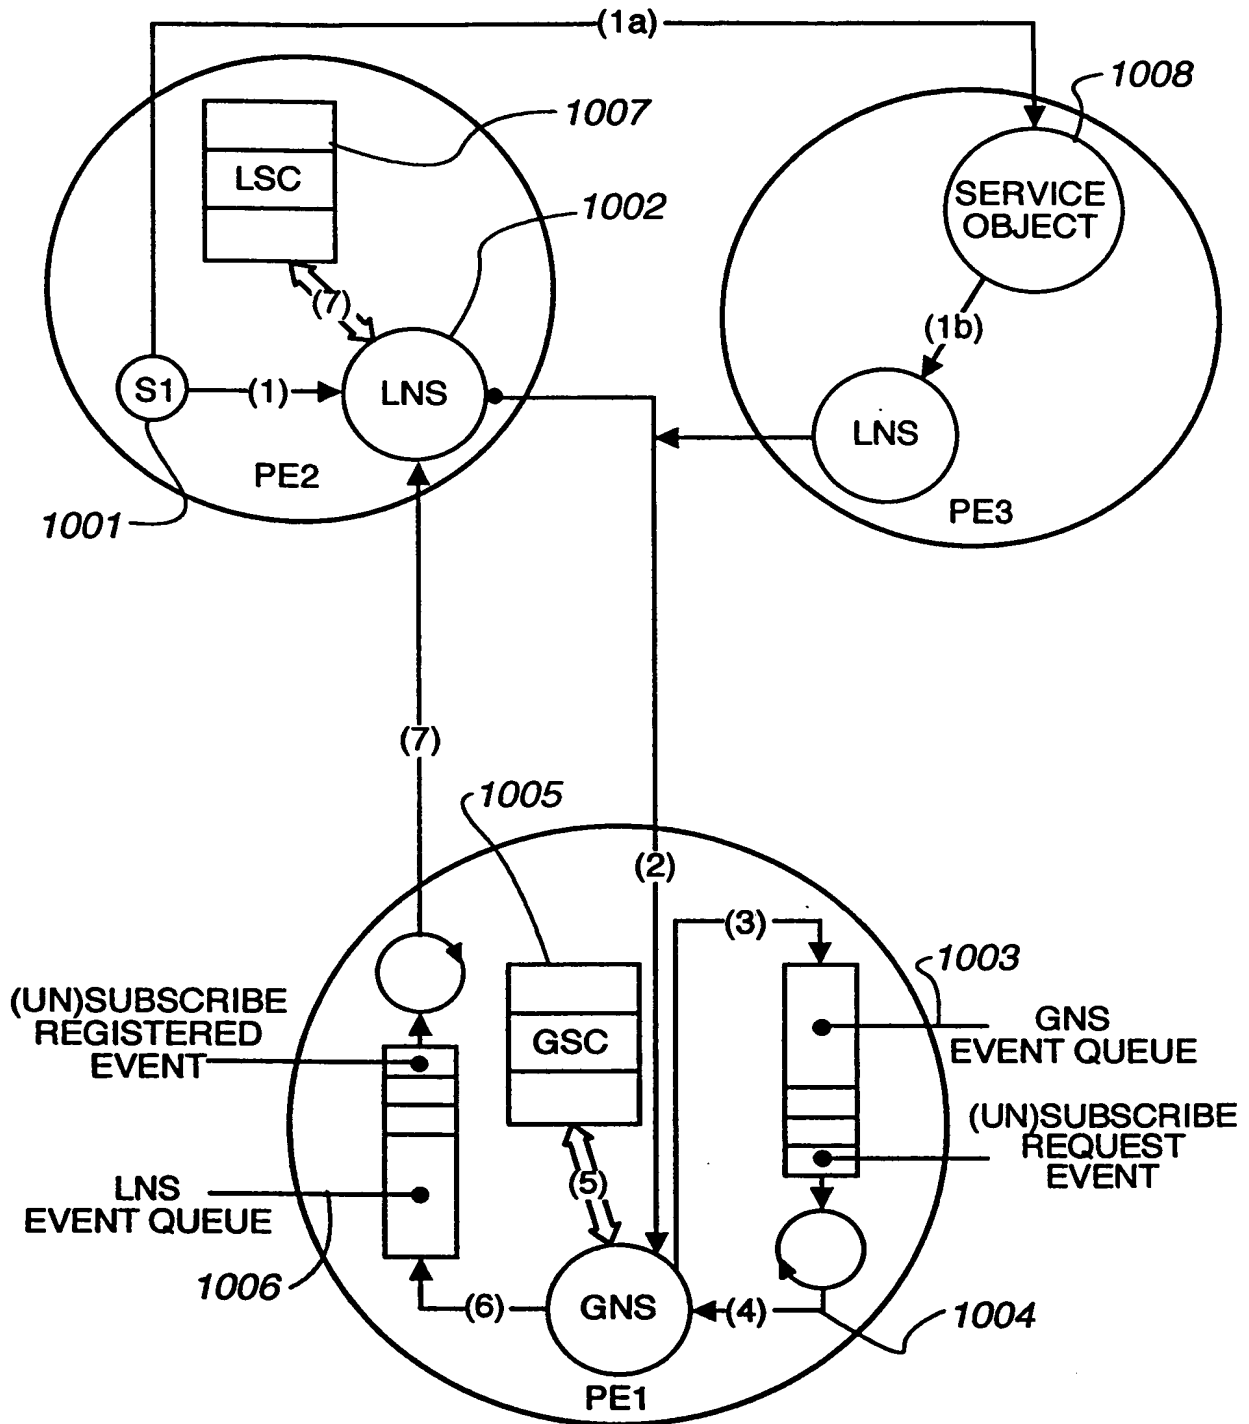 (1a)
1008
1007
LSC
1002
SERVICE
OBJECT
(7)
(1b)
S1
(1)
LNS
LNS
PE2
PE3
1001
(7)
1005
(2)
(3)
1003
(UN)SUBSCRIBE
REGISTERED
EVENT
GSC
GNS
EVENT QUEUE
(UN)SUBSCRIBE
REQUEST
EVENT
LNS
EVENT QUEUE
(5)
1006
(6)
GNS
(4)
1004
PE1